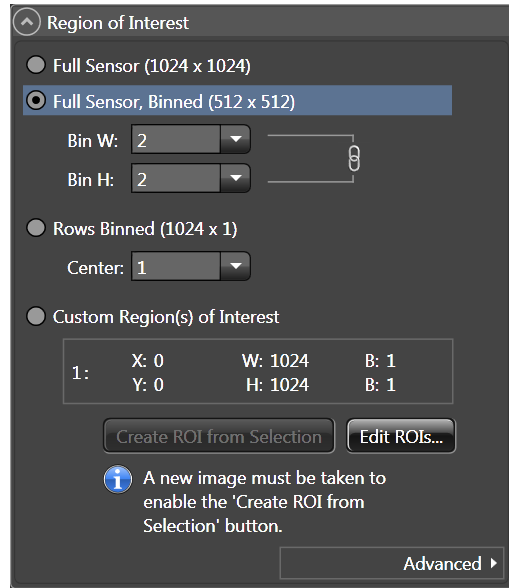 Region of Interest
Full Sensor (1024 x 1024)
Full Sensor, Binned (512 x 512)
Bin W: 2
Bin H: 2
Rows Binned (1024 x 1)
Center: 1
Custom Region(s) of Interest
1: X: 0 W: 1024 B: 1
Y: 0 H: 1024 B: 1
Create ROI from Selection Edit ROIs...
A new image must be taken to
enable the 'Create ROI from
Selection' button.
Advanced